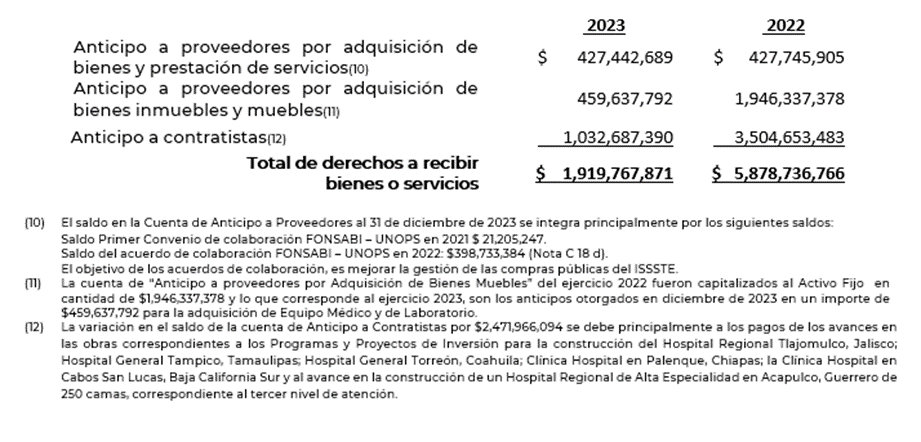 2023 2022
Anticipo a proveedores por adquisición de
bienes y prestación de servicios(10) $ 427,442,689 $ 427,745,905
Anticipo a proveedores por adquisición de
bienes inmuebles y muebles(11) 459,637,792 1,946,337,378
Anticipo a contratistas(12) 1,032,687,390 3,504,653,483
Total de derechos a recibir
bienes o servicios $ 1,919,767,871 $ 5,878,736,766
(10) El saldo en la Cuenta de Anticipo a Proveedores al 31 de diciembre de 2023 se integra principalmente por los siguientes saldos:
Saldo Primer Convenio de colaboración FONSABI – UNOPS en 2021 $ 21,205,247.
Saldo del acuerdo de colaboración FONSABI – UNOPS en 2022: $398,733,384 (Nota C 18 d).
El objetivo de los acuerdos de colaboración, es mejorar la gestión de las compras públicas del ISSSTE.
(11) La cuenta de "Anticipo a proveedores por Adquisición de Bienes Muebles" del ejercicio 2022 fueron capitalizados al Activo Fijo en
cantidad de $1,946,337,378 y lo que corresponde al ejercicio 2023, son los anticipos otorgados en diciembre de 2023 en un importe de
$459,637,792 para la adquisición de Equipo Médico y de Laboratorio.
(12) La variación en el saldo de la cuenta de Anticipo a Contratistas por $2,471,966,094 se debe principalmente a los pagos de los avances en
las obras correspondientes a los Programas y Proyectos de Inversión para la construcción del Hospital Regional Tlajomulco, Jalisco;
Hospital General Tampico, Tamaulipas; Hospital General Torreón, Coahuila; Clínica Hospital en Palenque, Chiapas; la Clínica Hospital en
Cabos San Lucas, Baja California Sur y al avance en la construcción de un Hospital Regional de Alta Especialidad en Acapulco, Guerrero de
250 camas, correspondiente al tercer nivel de atención.